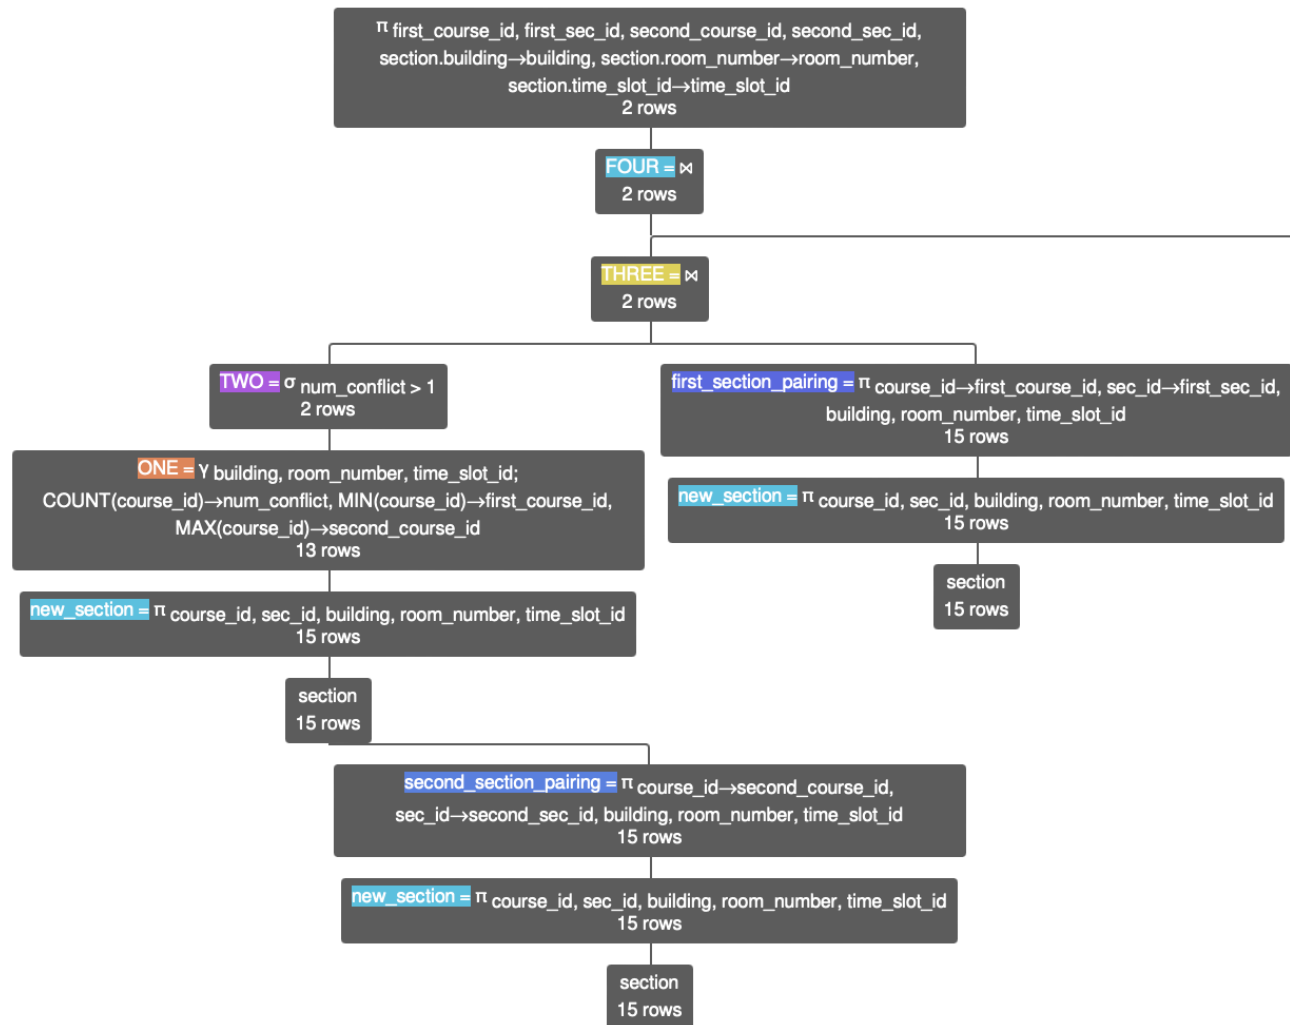 π first_course_id, first_sec_id, second_course_id, second_sec_id,
section.building→building, section.room_number→room_number,
section.time_slot_id→time_slot_id
2 rows
FOUR = ⋈
2 rows
THREE = ⋈
2 rows
TWO = σ num_conflict > 1
2 rows
first_section_pairing = π course_id→first_course_id, sec_id→first_sec_id,
building, room_number, time_slot_id
15 rows
ONE = γ building, room_number, time_slot_id;
COUNT(course_id)→num_conflict, MIN(course_id)→first_course_id,
MAX(course_id)→second_course_id
13 rows
new_section = π course_id, sec_id, building, room_number, time_slot_id
15 rows
section
15 rows
new_section = π course_id, sec_id, building, room_number, time_slot_id
15 rows
section
15 rows
second_section_pairing = π course_id→second_course_id,
sec_id→second_sec_id, building, room_number, time_slot_id
15 rows
new_section = π course_id, sec_id, building, room_number, time_slot_id
15 rows
section
15 rows